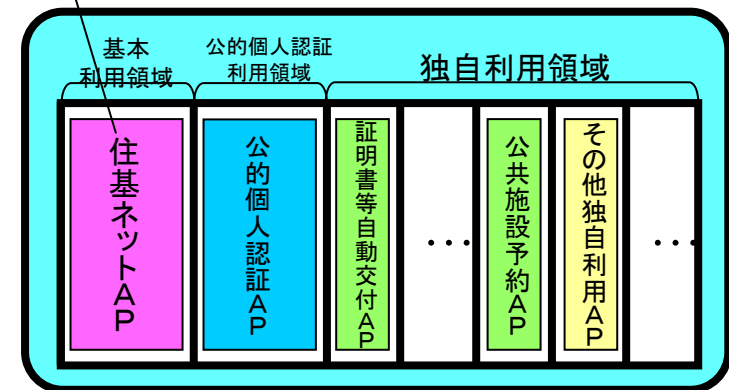 基本
利用領域
公的個人認証
利用領域
独自利用領域
住基ネットAP
公的個人認証AP
証明書等自動交付AP
・・・
公共施設予約AP
その他独自利用AP
・・・